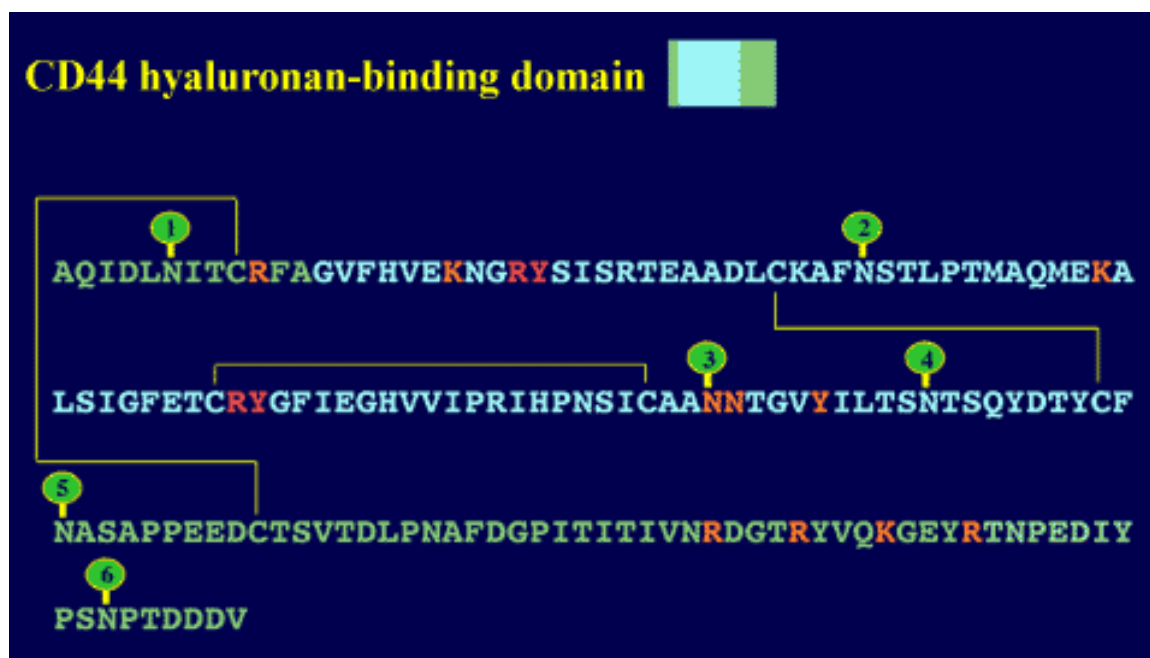 CD44 hyaluronan-binding domain
1 2
AQIDLNITCRFAGVFHVEKNGRYSISRTEAADLCKAFNSTLPTMAQMEKA
3 4
LSIGFETCRYGFIEGHVVIPRIHPNSICAANNTGVYILTSNTSQYDTYCF
5
NASAPPEEDCTSVTDLPNAFDGPITITIVNRDGTRYVQKGEYRTNPEDIY
6
PSNPTDDDV